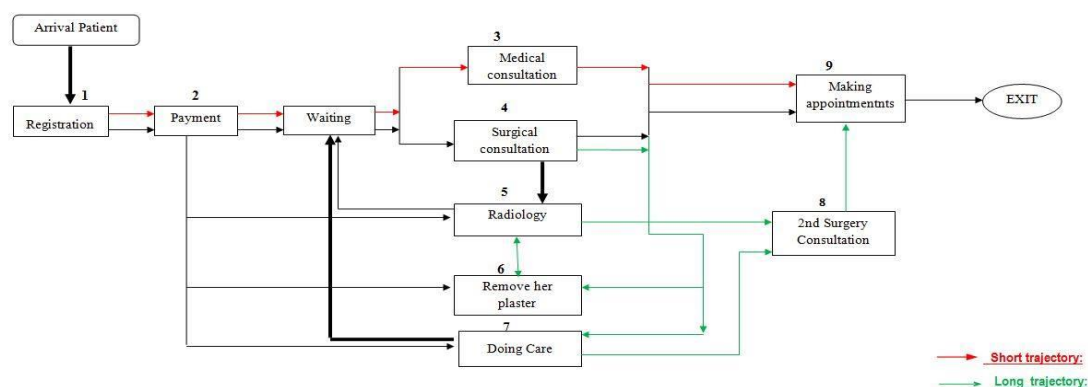 Arrival Patient
1
Registration
2
Payment
Waiting
3
Medical
consultation
4
Surgical
consultation
5
Radiology
6
Remove her
plaster
7
Doing Care
8
2nd Surgery
Consultation
9
Making
appointmentnts
EXIT
Short trajectory:
Long trajectory: